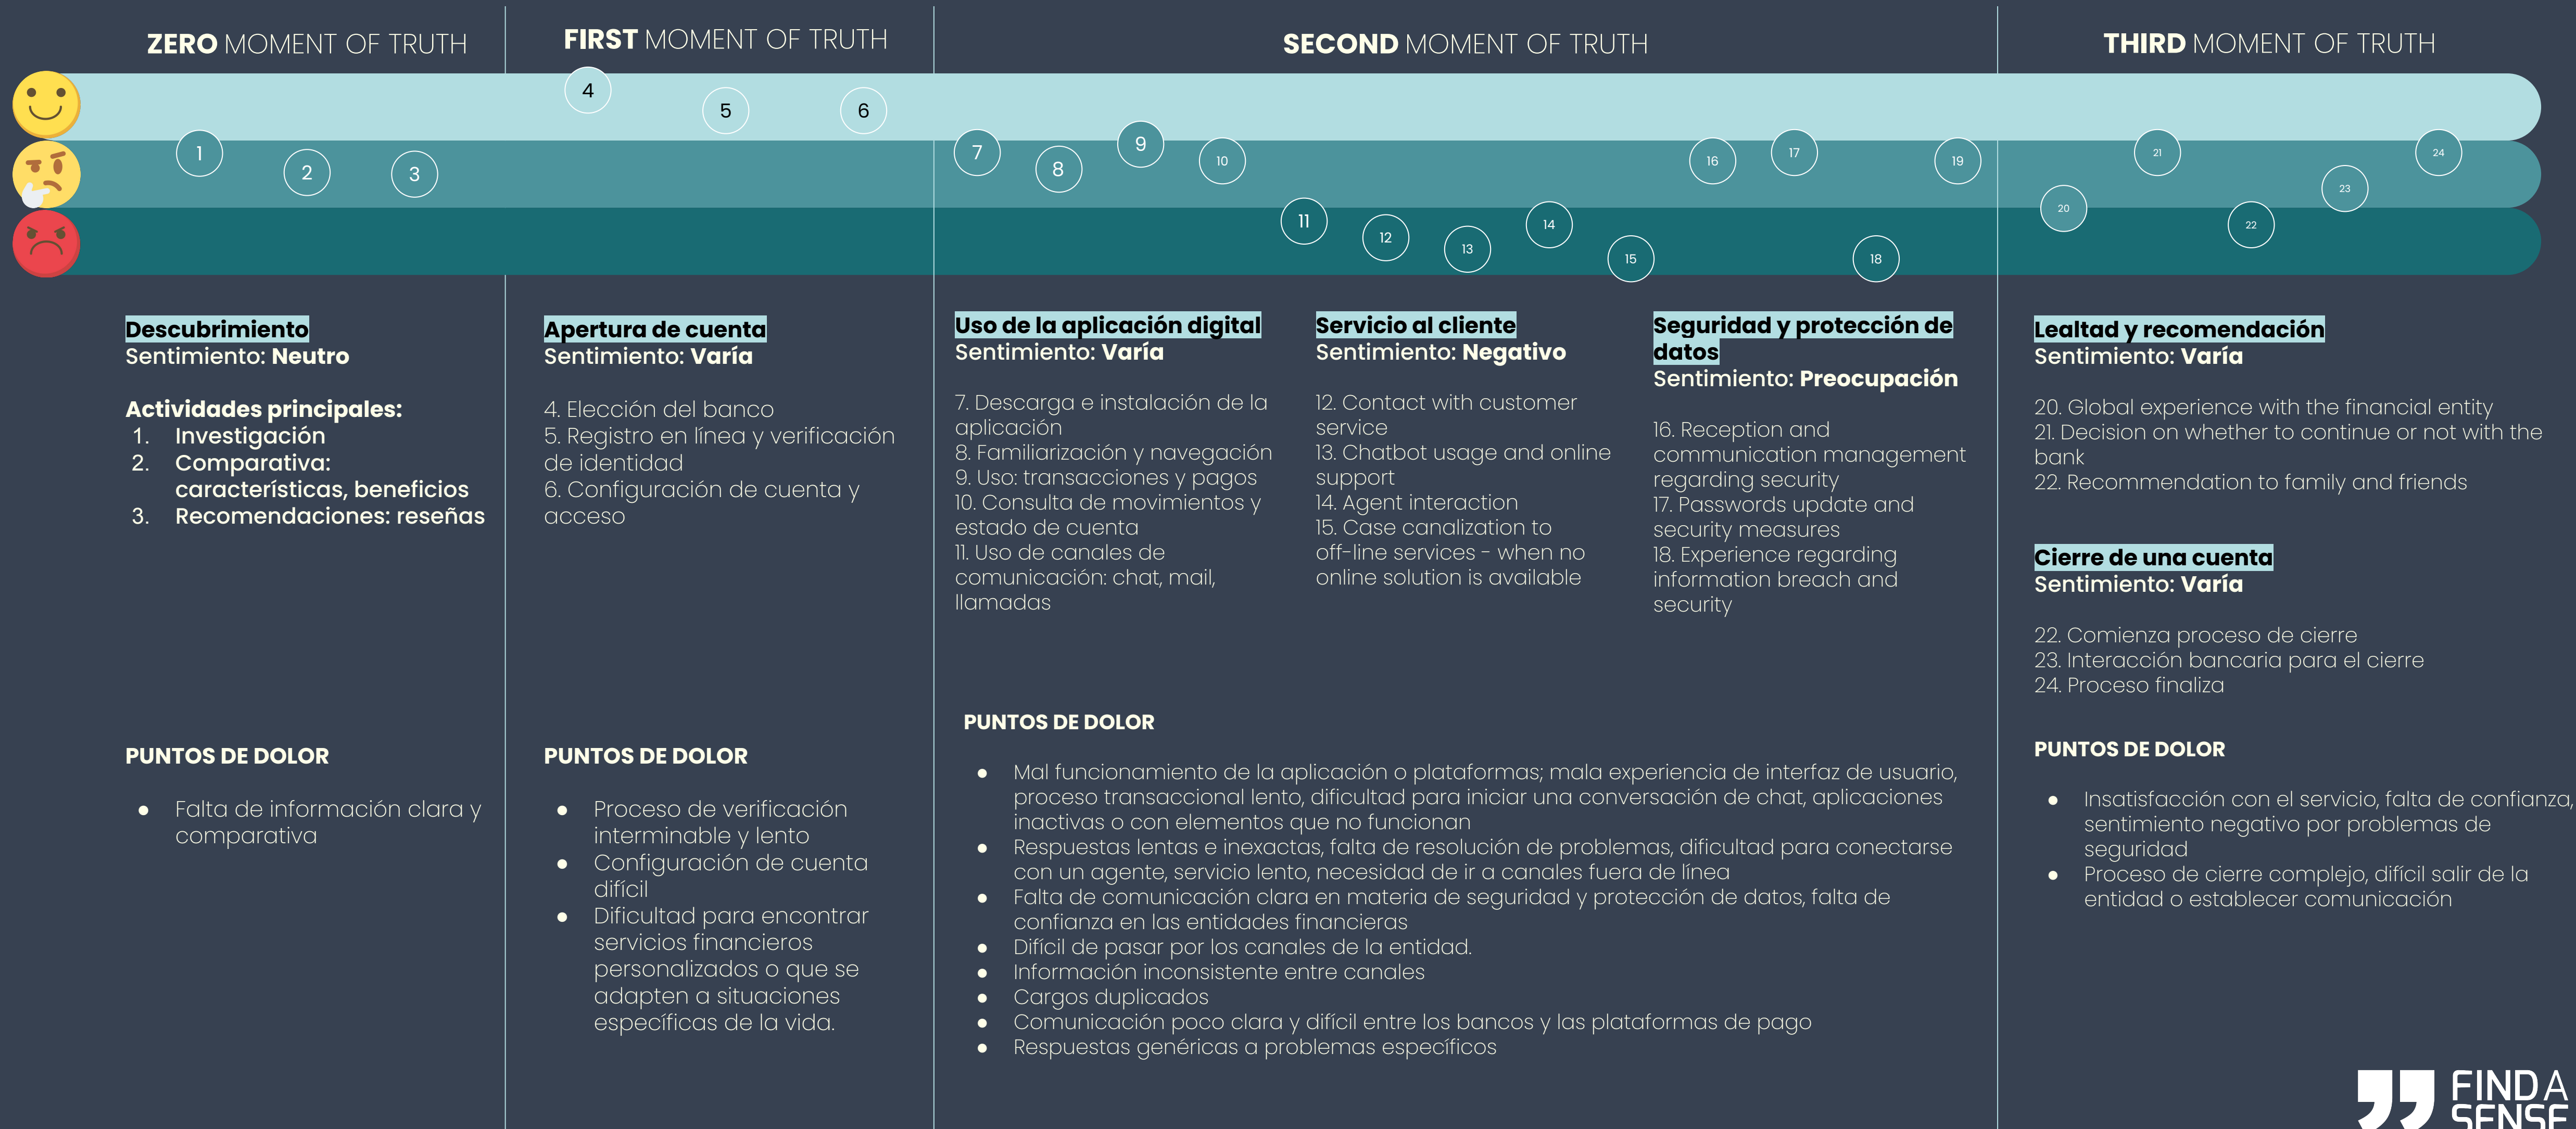 ZERO MOMENT OF TRUTH
FIRST MOMENT OF TRUTH
SECOND MOMENT OF TRUTH
THIRD MOMENT OF TRUTH
1
2
3
4
5
6
7
8
9
10
11
12
13
14
15
16
17
18
19
20
21
22
23
24
Descubrimiento
Sentimiento: Neutro
Actividades principales:
1. Investigación
2. Comparativa:
características, beneficios
3. Recomendaciones: reseñas
PUNTOS DE DOLOR
● Falta de información clara y
comparativa
Apertura de cuenta
Sentimiento: Varía
4. Elección del banco
5. Registro en línea y verificación
de identidad
6. Configuración de cuenta y
acceso
PUNTOS DE DOLOR
● Proceso de verificación
interminable y lento
● Configuración de cuenta
difícil
● Dificultad para encontrar
servicios financieros
personalizados o que se
adapten a situaciones
específicas de la vida.
Uso de la aplicación digital
Sentimiento: Varía
7. Descarga e instalación de la
aplicación
8. Familiarización y navegación
9. Uso: transacciones y pagos
10. Consulta de movimientos y
estado de cuenta
11. Uso de canales de
comunicación: chat, mail,
llamadas
Servicio al cliente
Sentimiento: Negativo
12. Contact with customer
service
13. Chatbot usage and online
support
14. Agent interaction
15. Case canalization to
off-line services - when no
online solution is available
Seguridad y protección de
datos
Sentimiento: Preocupación
16. Reception and
communication management
regarding security
17. Passwords update and
security measures
18. Experience regarding
information breach and
security
PUNTOS DE DOLOR
● Mal funcionamiento de la aplicación o plataformas; mala experiencia de interfaz de usuario,
proceso transaccional lento, dificultad para iniciar una conversación de chat, aplicaciones
inactivas o con elementos que no funcionan
● Respuestas lentas e inexactas, falta de resolución de problemas, dificultad para conectarse
con un agente, servicio lento, necesidad de ir a canales fuera de línea
● Falta de comunicación clara en materia de seguridad y protección de datos, falta de
confianza en las entidades financieras
● Difícil de pasar por los canales de la entidad.
● Información inconsistente entre canales
● Cargos duplicados
● Comunicación poco clara y difícil entre los bancos y las plataformas de pago
● Respuestas genéricas a problemas específicos
Lealtad y recomendación
Sentimiento: Varía
20. Global experience with the financial entity
21. Decision on whether to continue or not with the
bank
22. Recommendation to family and friends
Cierre de una cuenta
Sentimiento: Varía
22. Comienza proceso de cierre
23. Interacción bancaria para el cierre
24. Proceso finaliza
PUNTOS DE DOLOR
● Insatisfacción con el servicio, falta de confianza,
sentimiento negativo por problemas de
seguridad
● Proceso de cierre complejo, difícil salir de la
entidad o establecer comunicación
FIND A
SENSE